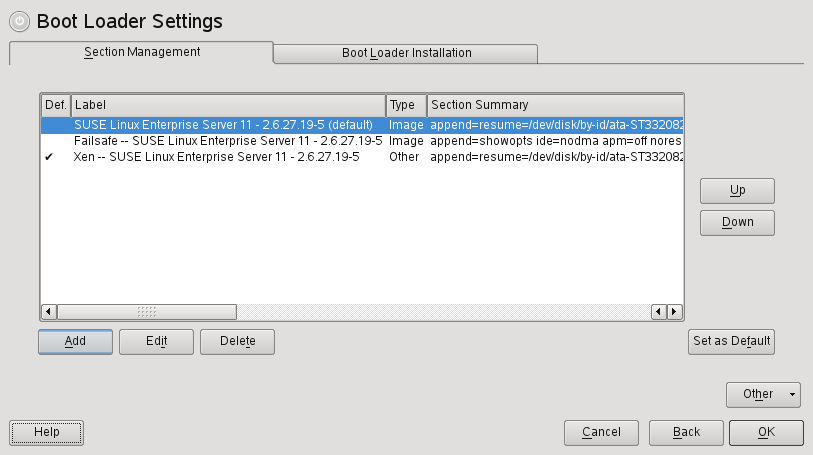 Boot Loader Settings
Section Management
Boot Loader Installation
Def. Label Type Section Summary
SUSE Linux Enterprise Server 11 - 2.6.27.19-5 (default) Image append=resume=/dev/disk/by-id/ata-ST332082
Failsafe -- SUSE Linux Enterprise Server 11 - 2.6.27.19-5 Image append=showopts ide=nodma apm=off nores
✔ Xen -- SUSE Linux Enterprise Server 11 - 2.6.27.19-5 Other append=resume=/dev/disk/by-id/ata-ST332082
Up
Down
Add Edit Delete Set as Default
Other
Help Cancel Back OK